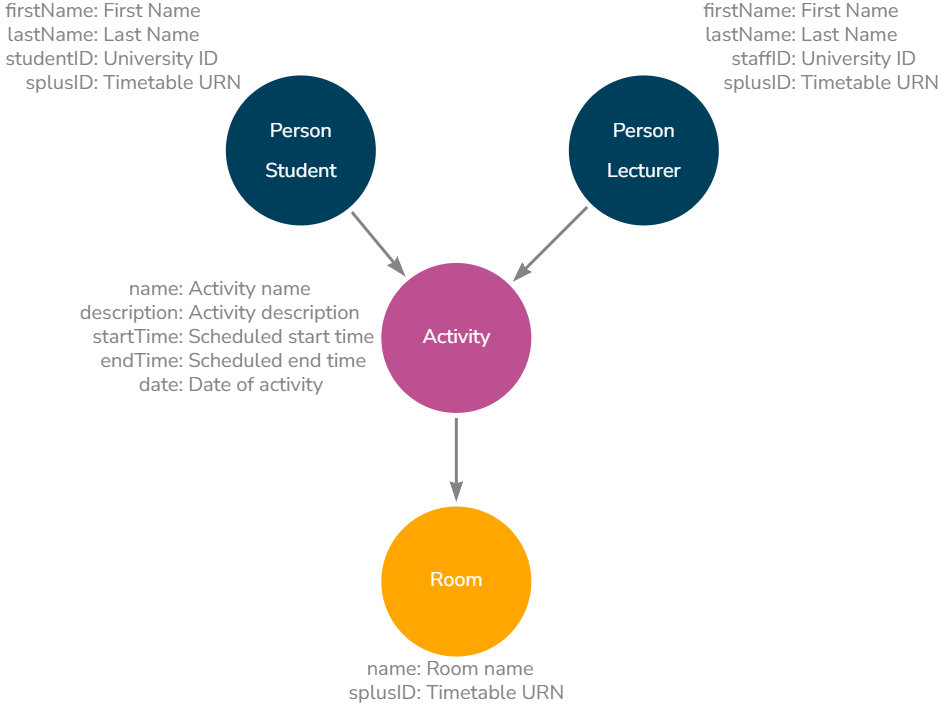 firstName: First Name
lastName: Last Name
studentID: University ID
splusID: Timetable URN
firstName: First Name
lastName: Last Name
staffID: University ID
splusID: Timetable URN
Person
Student
Person
Lecturer
name: Activity name
description: Activity description
startTime: Scheduled start time
endTime: Scheduled end time
date: Date of activity
Activity
Room
name: Room name
splusID: Timetable URN